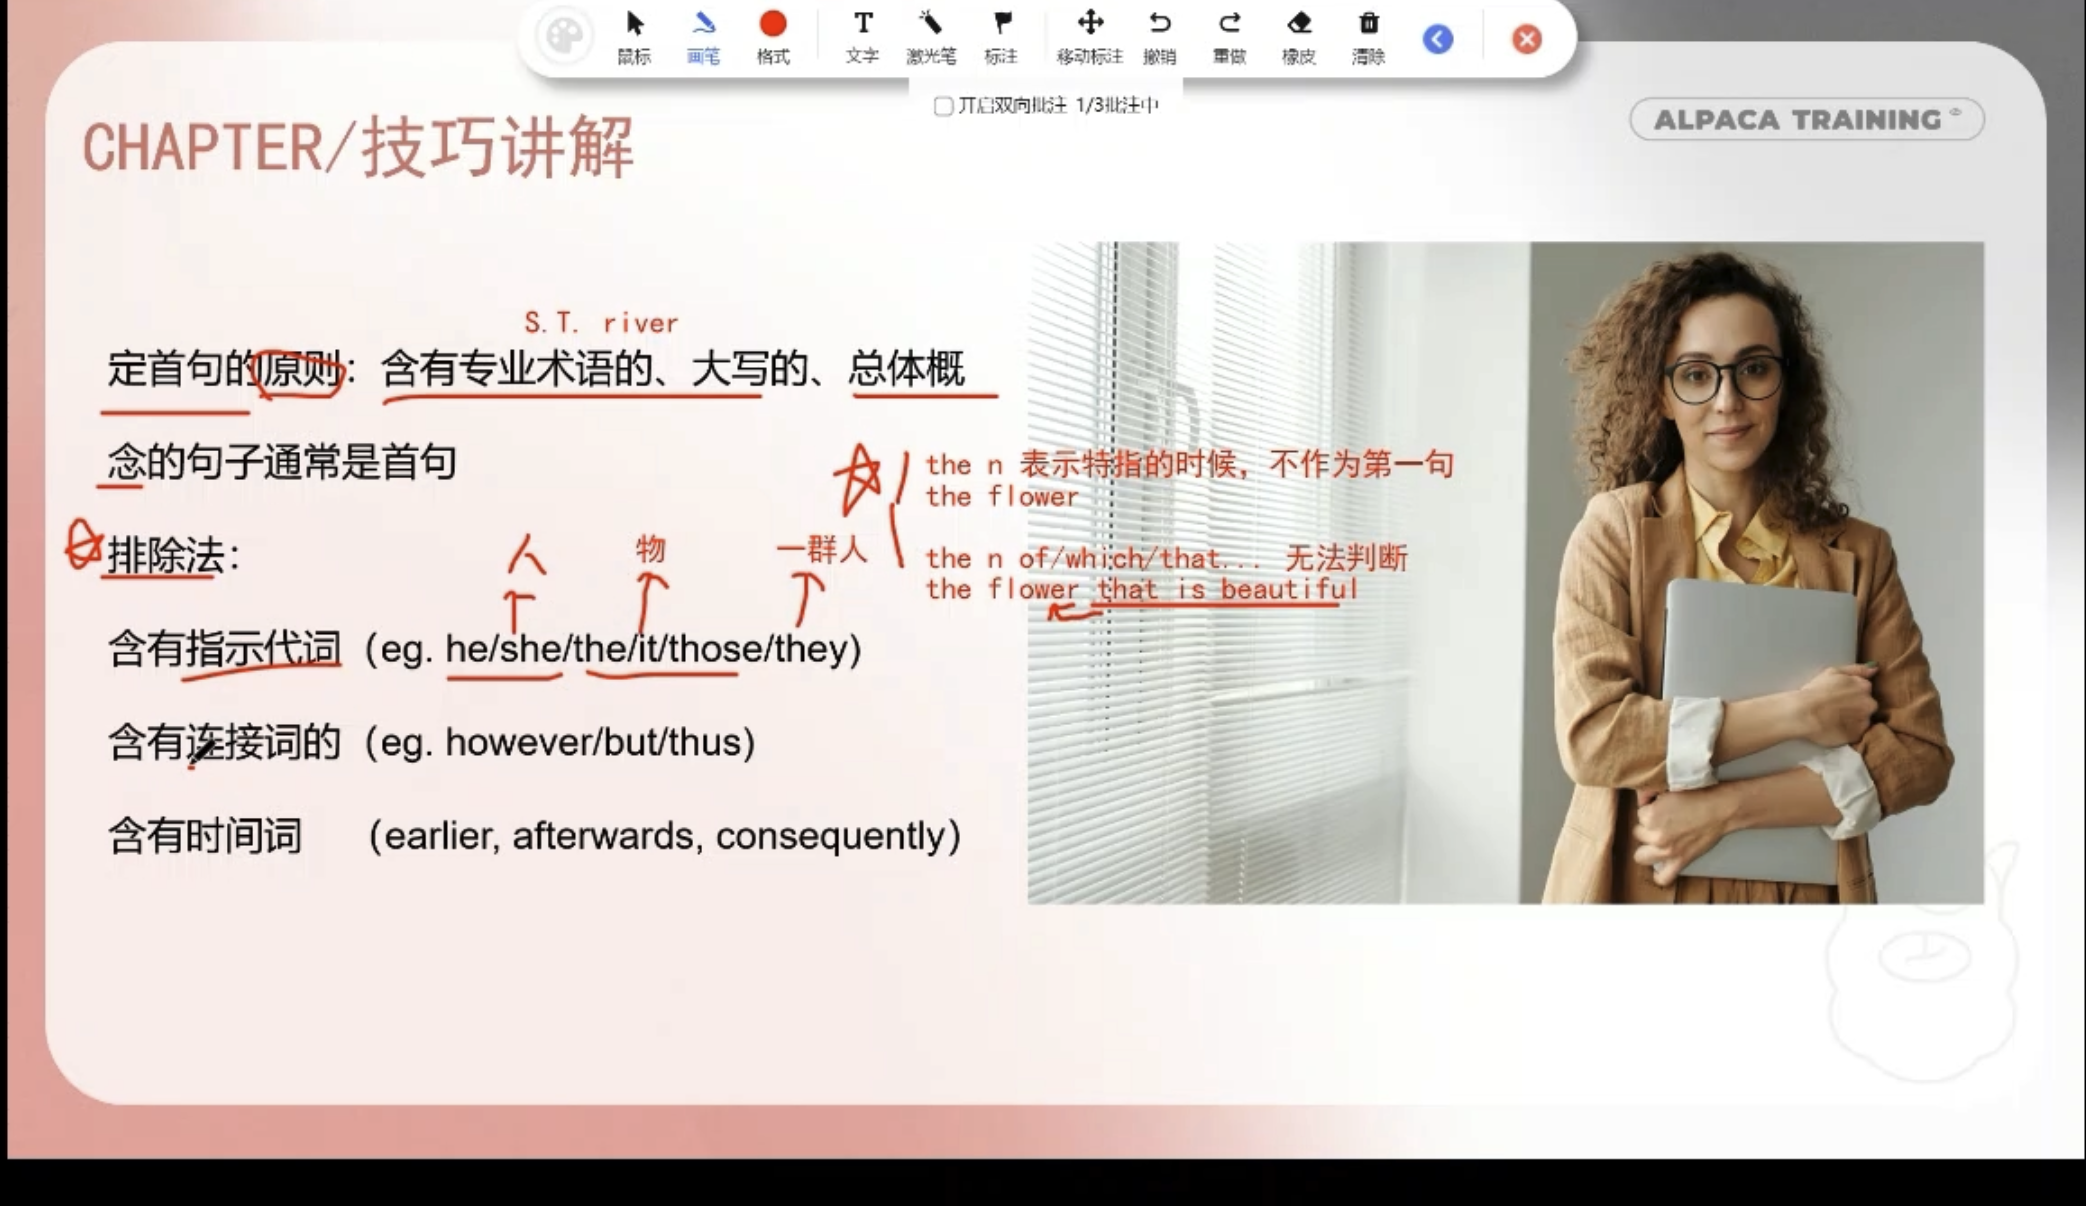 鼠标 画笔 格式 文字 激光笔 标注 移动标注 撤销 重做 橡皮 清除
开启双向批注 1/3批注中
CHAPTER/技巧讲解
ALPACA TRAINING
S.T. river
定首句的原则：含有专业术语的、大写的、总体概
念的句子通常是首句
the n 表示特指的时候，不作为第一句
the flower
排除法：
人 物 一群人
the n of/which/that... 无法判断
the flower that is beautiful
含有指示代词（eg. he/she/the/it/those/they)
含有连接词的（eg. however/but/thus)
含有时间词 （earlier, afterwards, consequently）